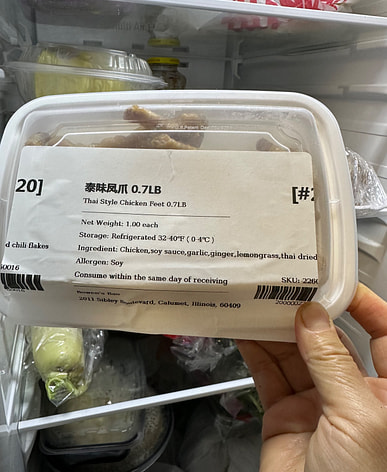 20]
泰味凤爪 0.7LB
[#2
Thai Style Chicken Feet 0.7LB
Net Weight: 1.00 each
Storage: Refrigerated 32-40°F ( 0-4°C )
d chili flakes
Ingredient: Chicken,soy sauce,garlic,ginger,lemongrass,thai dried
Allergen: Soy
60016
Consume within the same day of receiving
SKU: 2260
2011 Sibley Boulevard, Calumet, Illinois, 60409